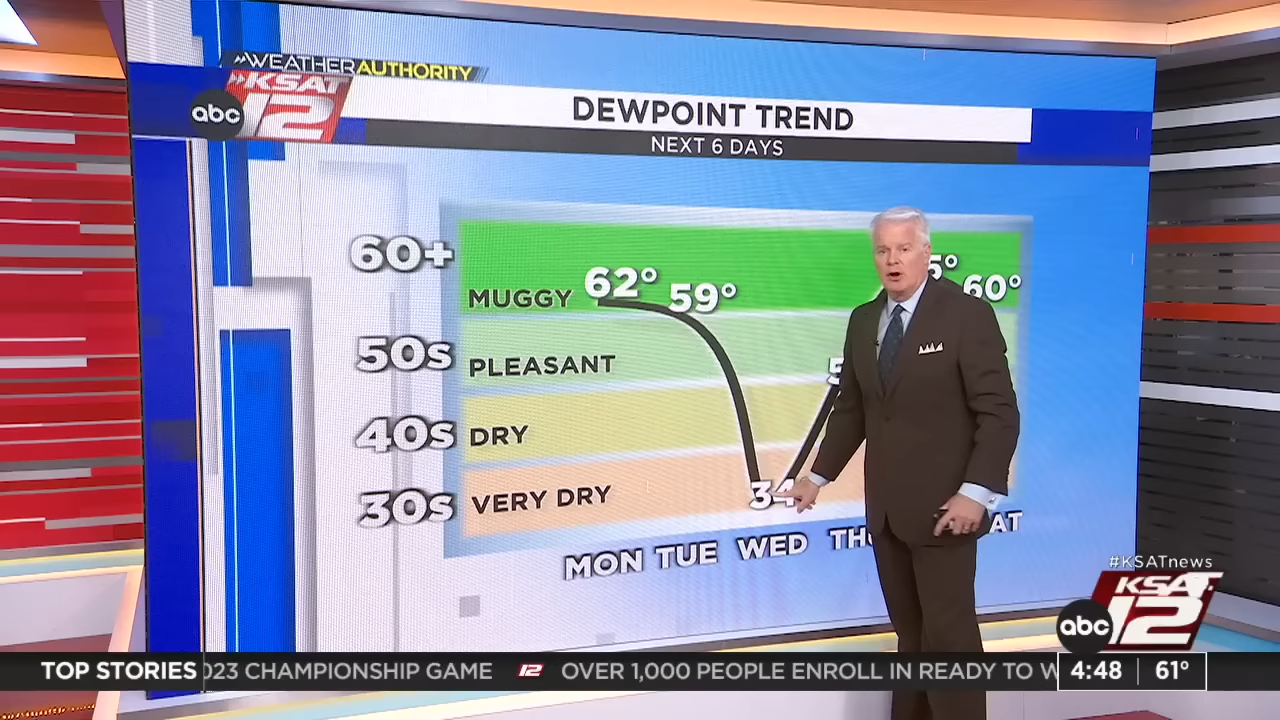 WEATHERAUTHORITY
KSAT
abc 12
DEWPOINT TREND
NEXT 6 DAYS
60+
MUGGY 62° 59° 60°
50s PLEASANT
40s DRY
30s VERY DRY 34
MON TUE WED
#KSATnews
KSAT
abc 12
TOP STORIES 023 CHAMPIONSHIP GAME 12 OVER 1,000 PEOPLE ENROLL IN READY TO 4:48 61°